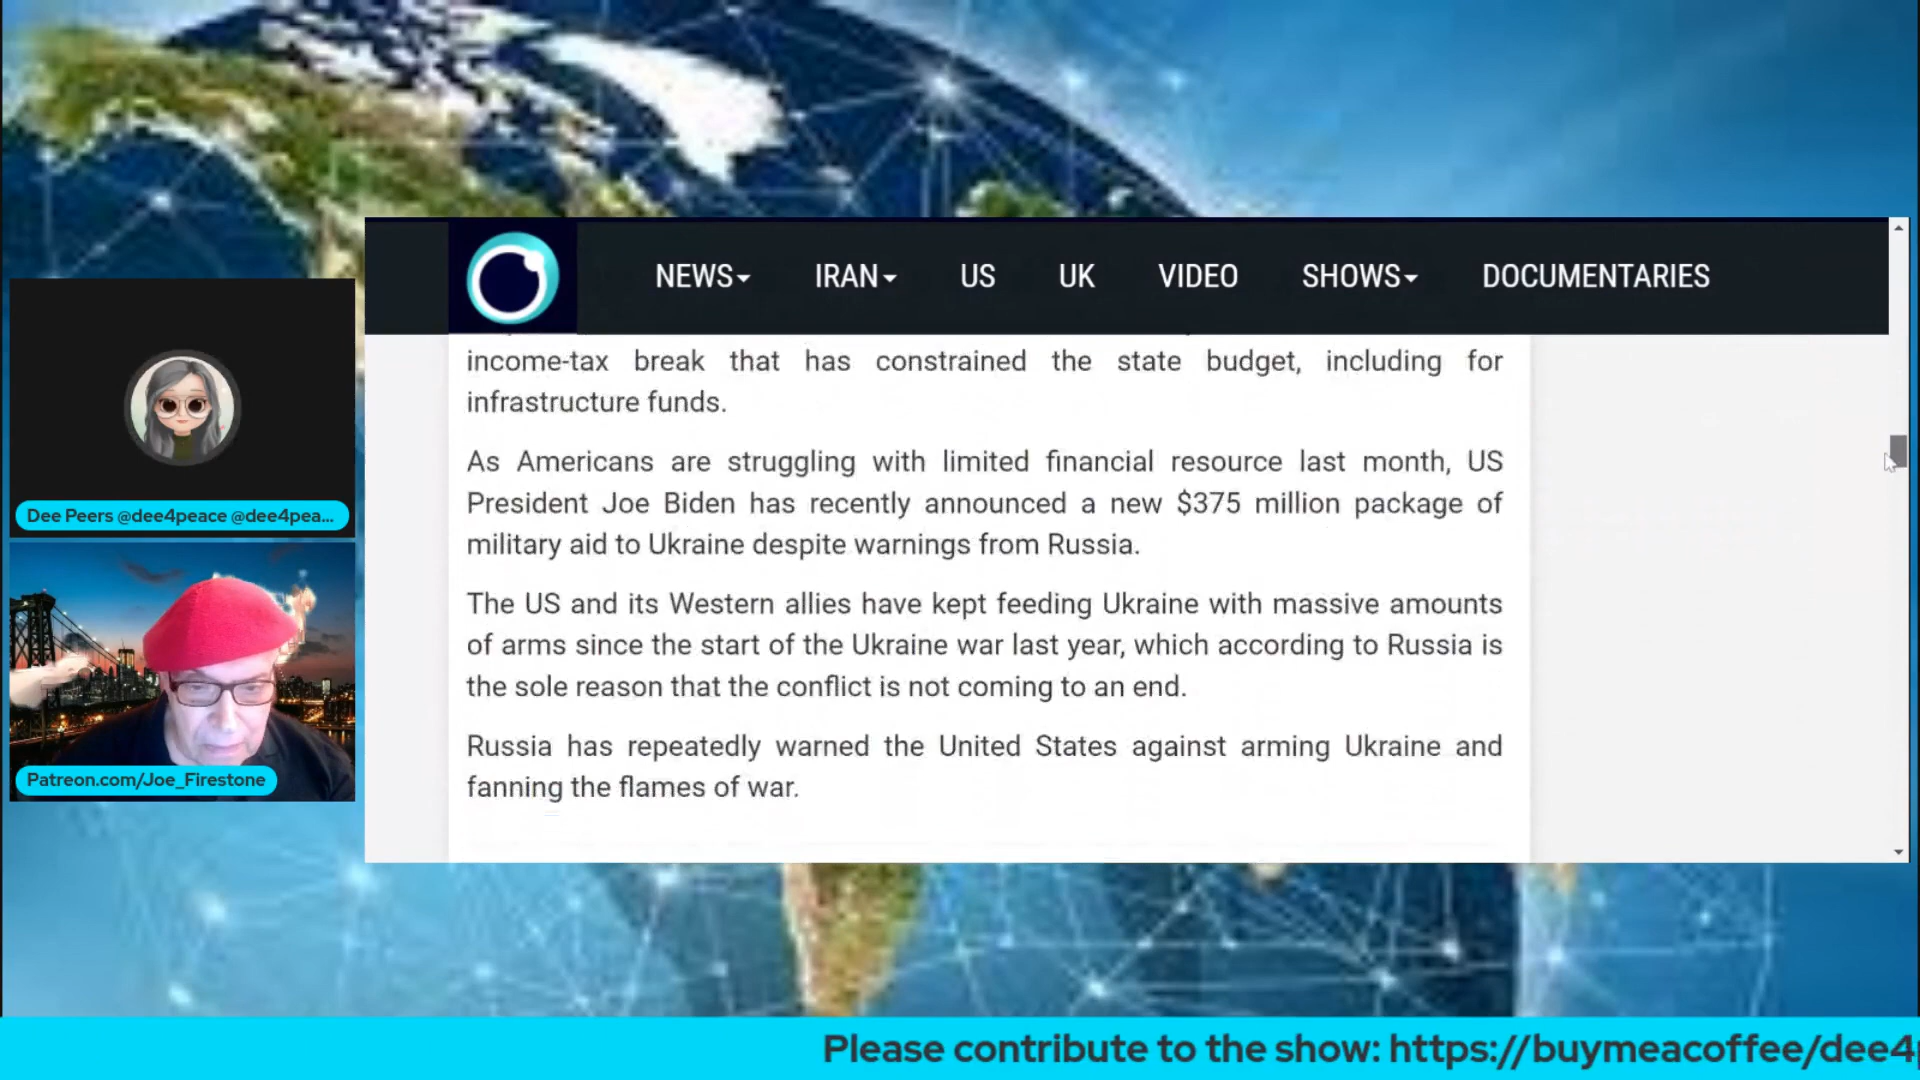 NEWS IRAN US UK VIDEO SHOWS DOCUMENTARIES
income-tax break that has constrained the state budget, including for
infrastructure funds.
As Americans are struggling with limited financial resource last month, US
President Joe Biden has recently announced a new $375 million package of
military aid to Ukraine despite warnings from Russia.
The US and its Western allies have kept feeding Ukraine with massive amounts
of arms since the start of the Ukraine war last year, which according to Russia is
the sole reason that the conflict is not coming to an end.
Russia has repeatedly warned the United States against arming Ukraine and
fanning the flames of war.
Dee Peers @dee4peace @dee4pea...
Patreon.com/Joe_Firestone
Please contribute to the show: https://buymeacoffee/dee4